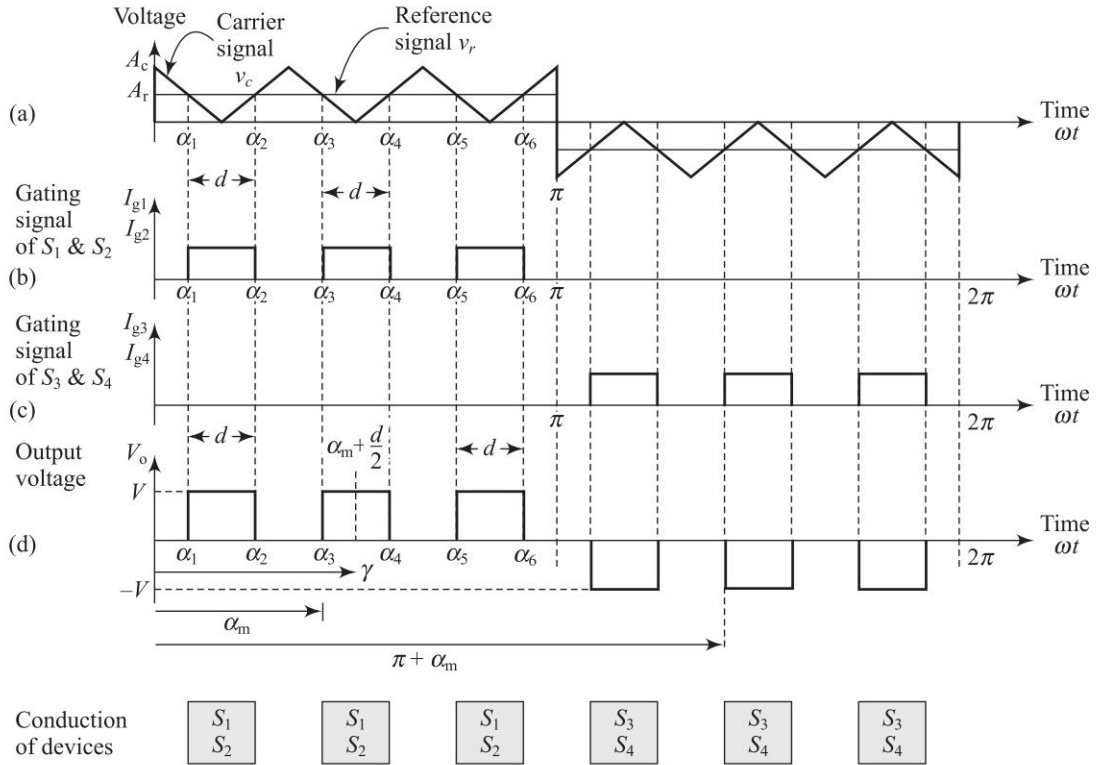 Voltage
Carrier
signal
v_c
Reference
signal v_r
A_c
A_r
(a)
α_1 α_2 α_3 α_4 α_5 α_6
π
Time
ωt
d d
Gating
signal
of S_1 & S_2
I_g1
I_g2
(b)
α_1 α_2 α_3 α_4 α_5 α_6 π 2π
Time
ωt
Gating
signal
of S_3 & S_4
I_g3
I_g4
(c)
π 2π
Time
ωt
Output
voltage
V_o
d α_m + d/2 d
V
(d)
α_1 α_2 α_3 α_4 α_5 α_6 2π
Time
ωt
γ
−V
α_m
π + α_m
Conduction
of devices
S_1 S_1 S_1 S_3 S_3 S_3
S_2 S_2 S_2 S_4 S_4 S_4